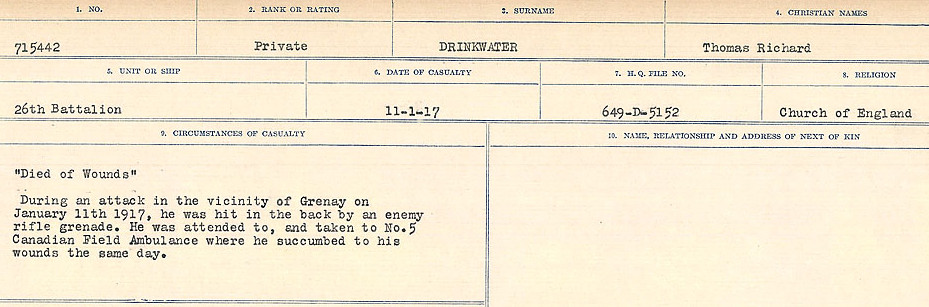 1. NO.
2. RANK OR RATING
3. SURNAME
4. CHRISTIAN NAMES
715442
Private
DRINKWATER
Thomas Richard
5. UNIT OR SHIP
6. DATE OF CASUALTY
7. H. Q. FILE NO.
8. RELIGION
26th Battalion
11-1-17
649-D-5152
Church of England
9. CIRCUMSTANCES OF CASUALTY
10. NAME, RELATIONSHIP AND ADDRESS OF NEXT OF KIN
"Died of Wounds"
During an attack in the vicinity of Grenay on
January 11th 1917, he was hit in the back by an enemy
rifle grenade. He was attended to, and taken to No.5
Canadian Field Ambulance where he succumbed to his
wounds the same day.